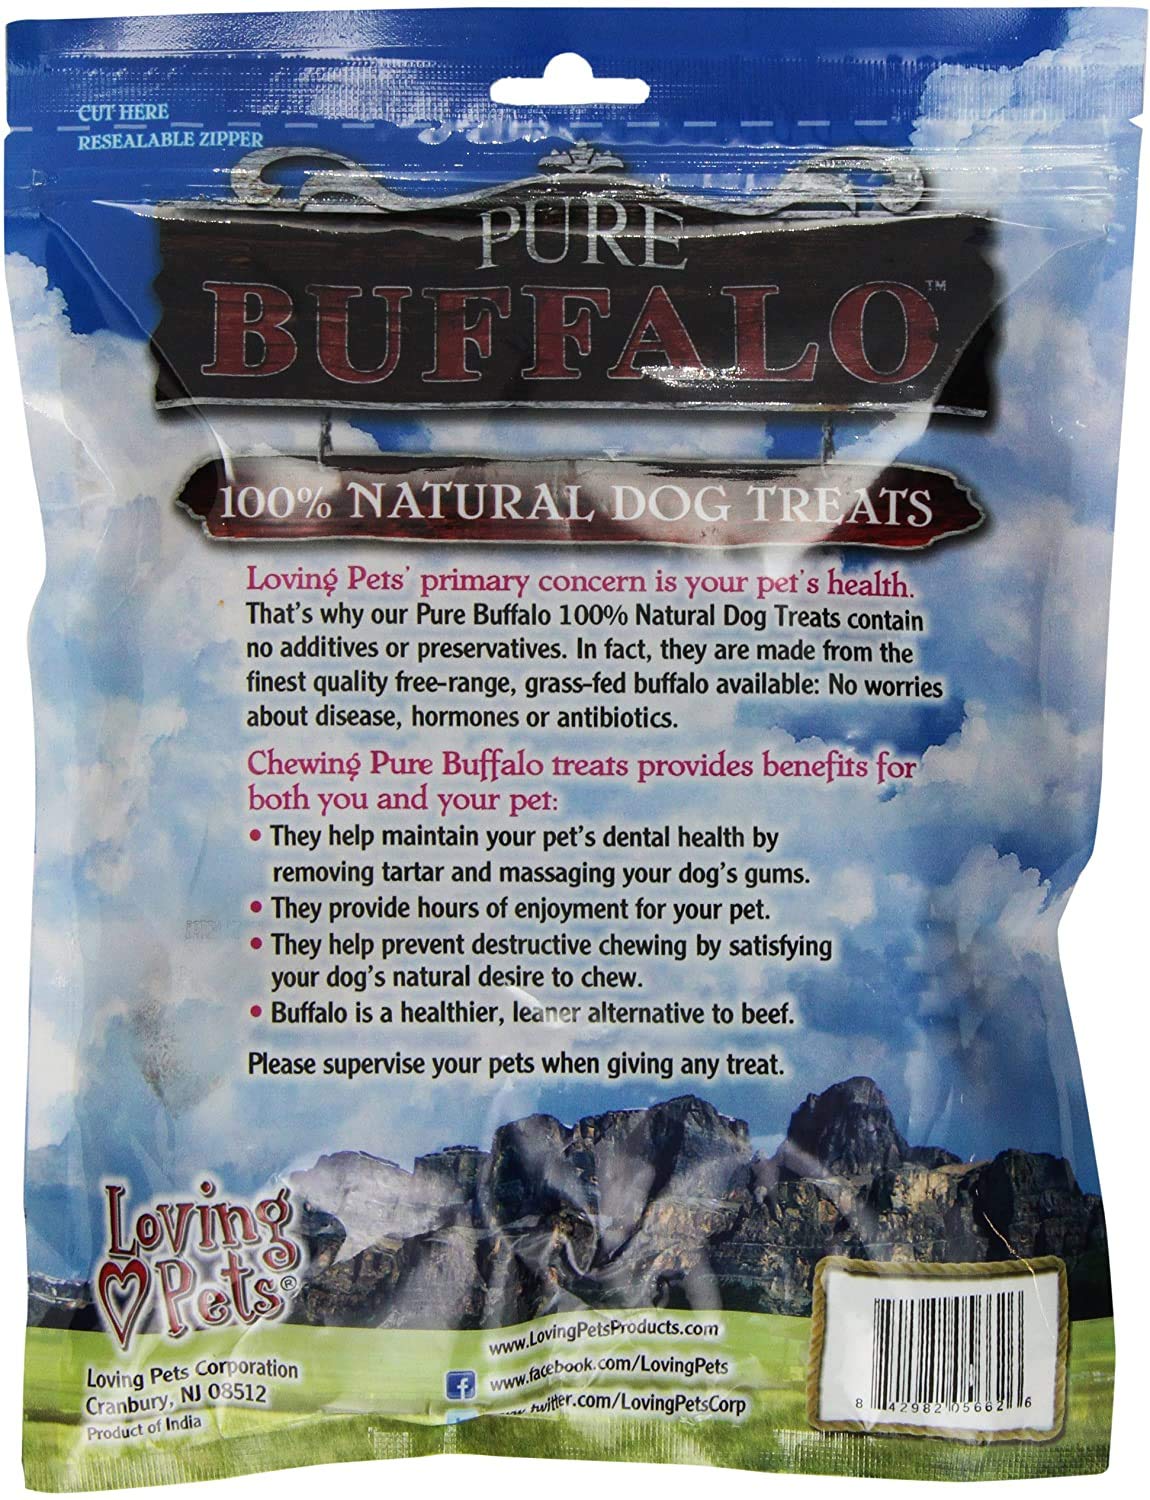 CUT HERE
RESEALABLE ZIPPER
PURE
BUFFALO™
100% NATURAL DOG TREATS
Loving Pets' primary concern is your pet's health.
That's why our Pure Buffalo 100% Natural Dog Treats contain
no additives or preservatives. In fact, they are made from the
finest quality free-range, grass-fed buffalo available: No worries
about disease, hormones or antibiotics.
Chewing Pure Buffalo treats provides benefits for
both you and your pet:
• They help maintain your pet's dental health by
removing tartar and massaging your dog's gums.
• They provide hours of enjoyment for your pet.
• They help prevent destructive chewing by satisfying
your dog's natural desire to chew.
• Buffalo is a healthier, leaner alternative to beef.
Please supervise your pets when giving any treat.
Loving
Pets®
Loving Pets Corporation
Cranbury, NJ 08512
Product of India
www.LovingPetsProducts.com
f www.facebook.com/LovingPets
twitter.com/LovingPetsCorp
8 42982 05662 6